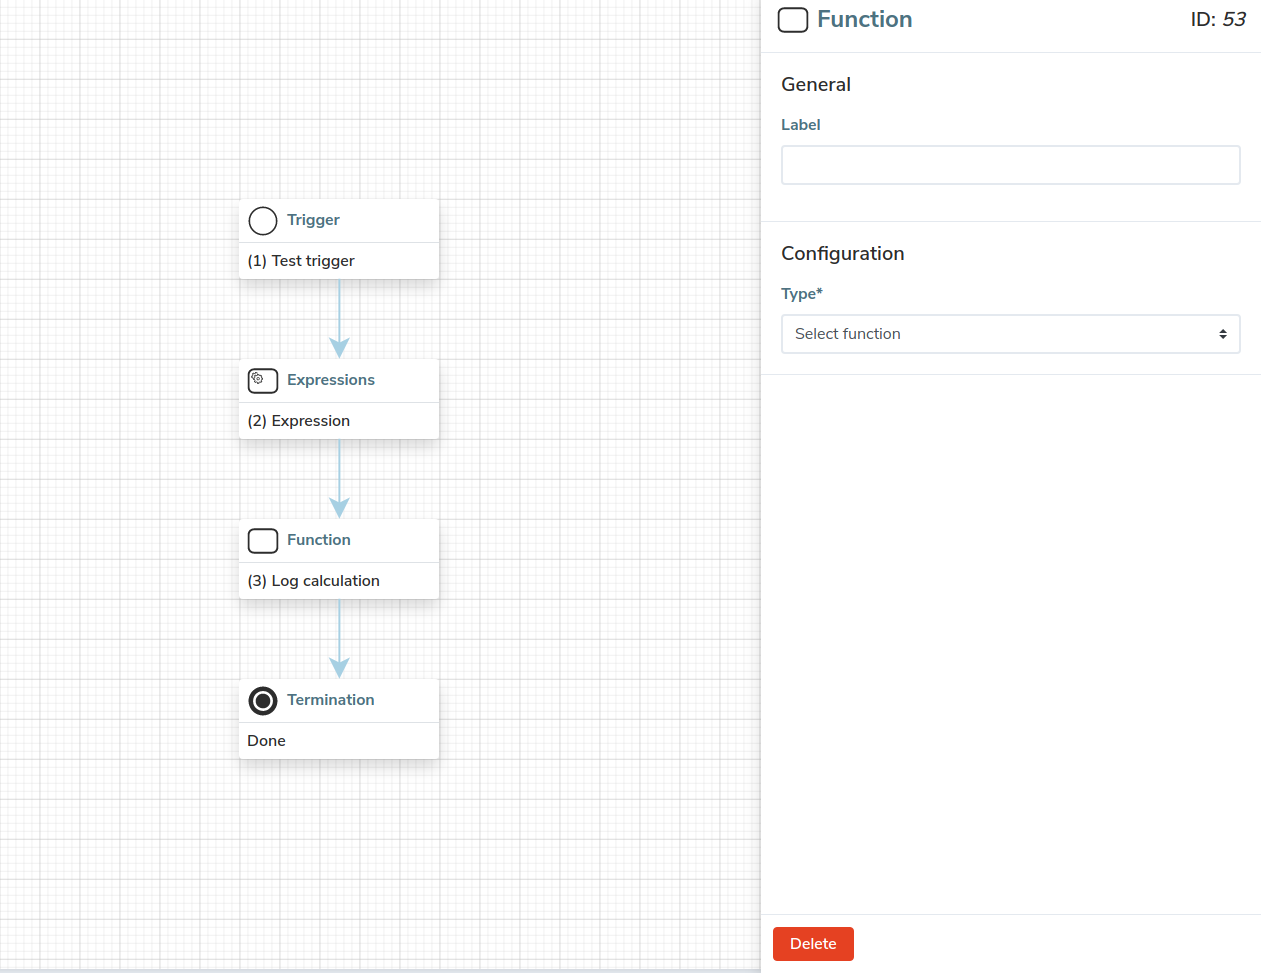 Trigger
(1) Test trigger
Expressions
(2) Expression
Function
(3) Log calculation
Termination
Done
Function
ID: 53
General
Label
Configuration
Type*
Select function
Delete